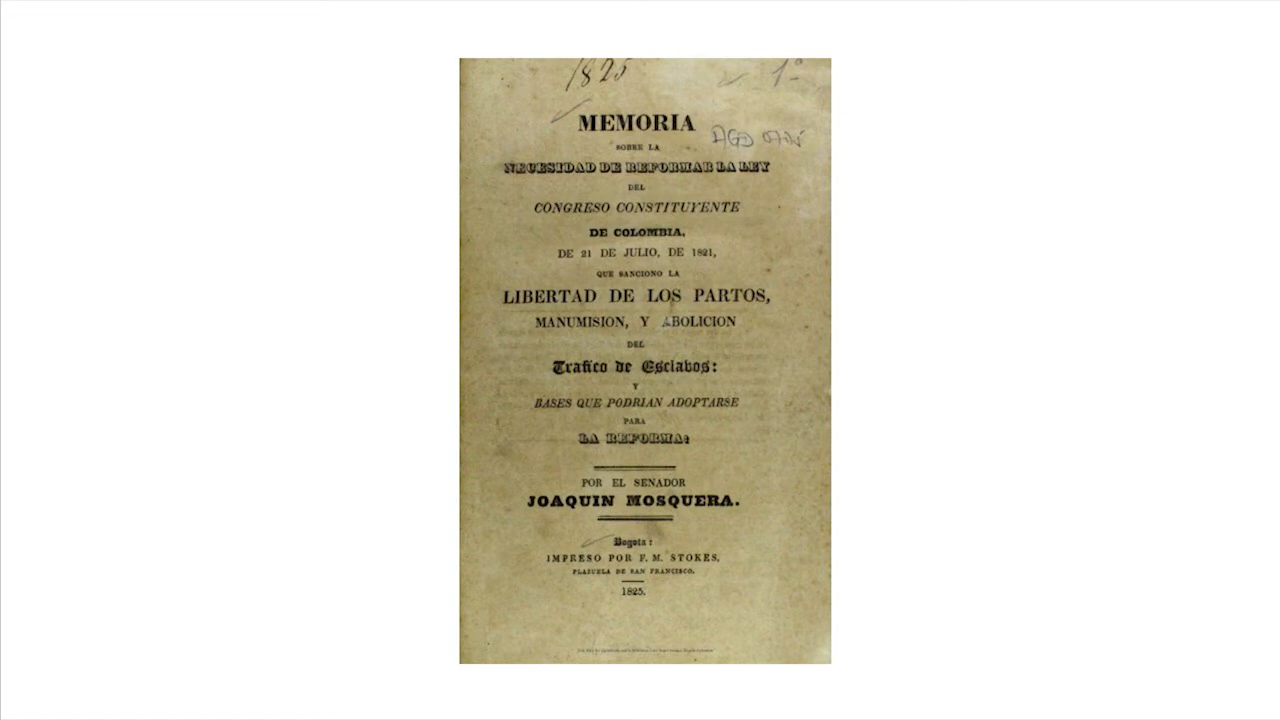 1825
1º
MEMORIA
SOBRE LA
NECESIDAD DE REFORMAR LA LEY
DEL
CONGRESO CONSTITUYENTE
DE COLOMBIA,
DE 21 DE JULIO, DE 1821,
QUE SANCIONO LA
LIBERTAD DE LOS PARTOS,
MANUMISION, Y ABOLICION
DEL
Trafico de Esclabos:
Y
BASES QUE PODRIAN ADOPTARSE
PARA
LA REFORMA:
POR EL SENADOR
JOAQUIN MOSQUERA.
Bogota:
IMPRESO POR F. M. STOKES,
PLAZUELA DE SAN FRANCISCO.
1825.